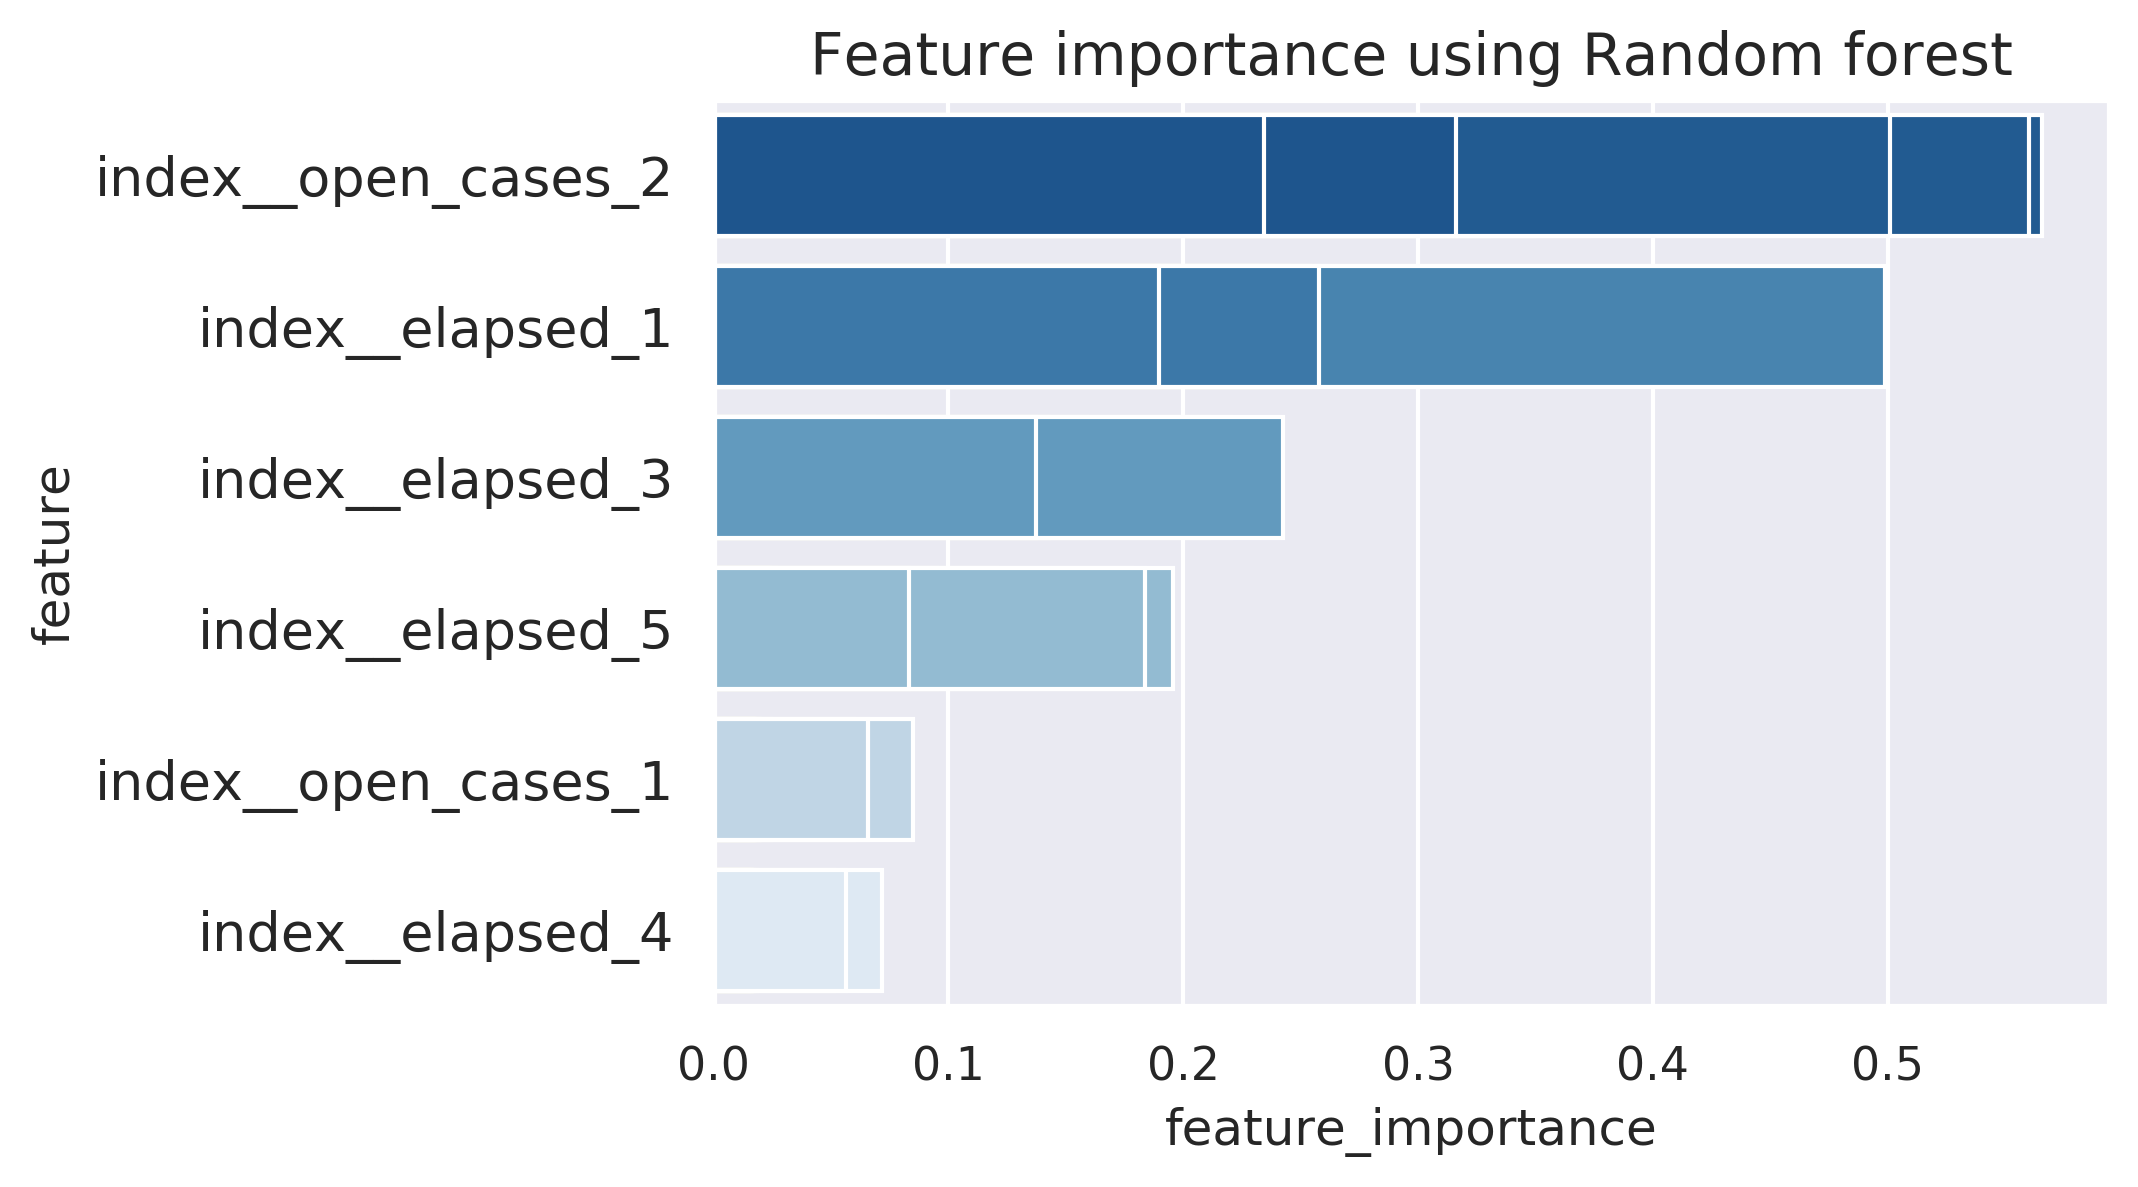 Feature importance using Random forest
index__open_cases_2
index__elapsed_1
index__elapsed_3
index__elapsed_5
index__open_cases_1
index__elapsed_4
feature
0.0 0.1 0.2 0.3 0.4 0.5
feature_importance